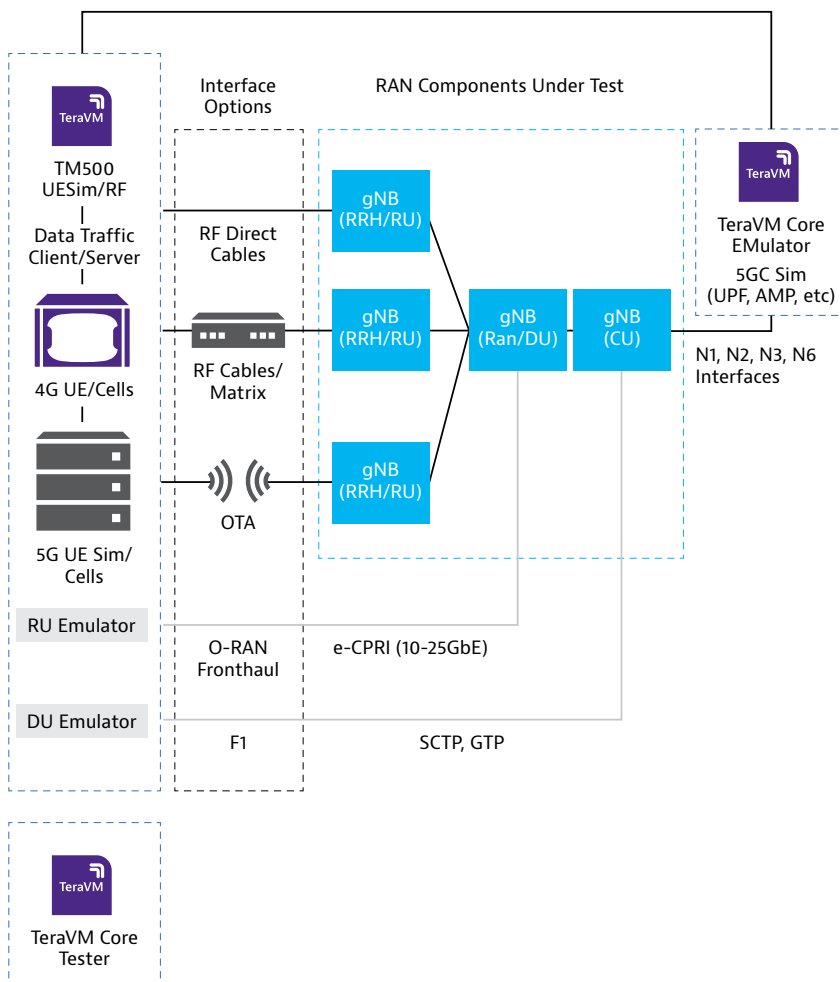 Interface
Options
RAN Components Under Test
TeraVM
TM500
UESim/RF
Data Traffic
Client/Server
4G UE/Cells
5G UE Sim/
Cells
RU Emulator
DU Emulator
RF Direct
Cables
RF Cables/
Matrix
OTA
O-RAN
Fronthaul
F1
gNB
(RRH/RU)
gNB
(RRH/RU)
gNB
(RRH/RU)
gNB
(Ran/DU)
gNB
(CU)
e-CPRI (10-25GbE)
SCTP, GTP
TeraVM
TeraVM Core
EMulator
5GC Sim
(UPF, AMP, etc)
N1, N2, N3, N6
Interfaces
TeraVM
TeraVM Core
Tester